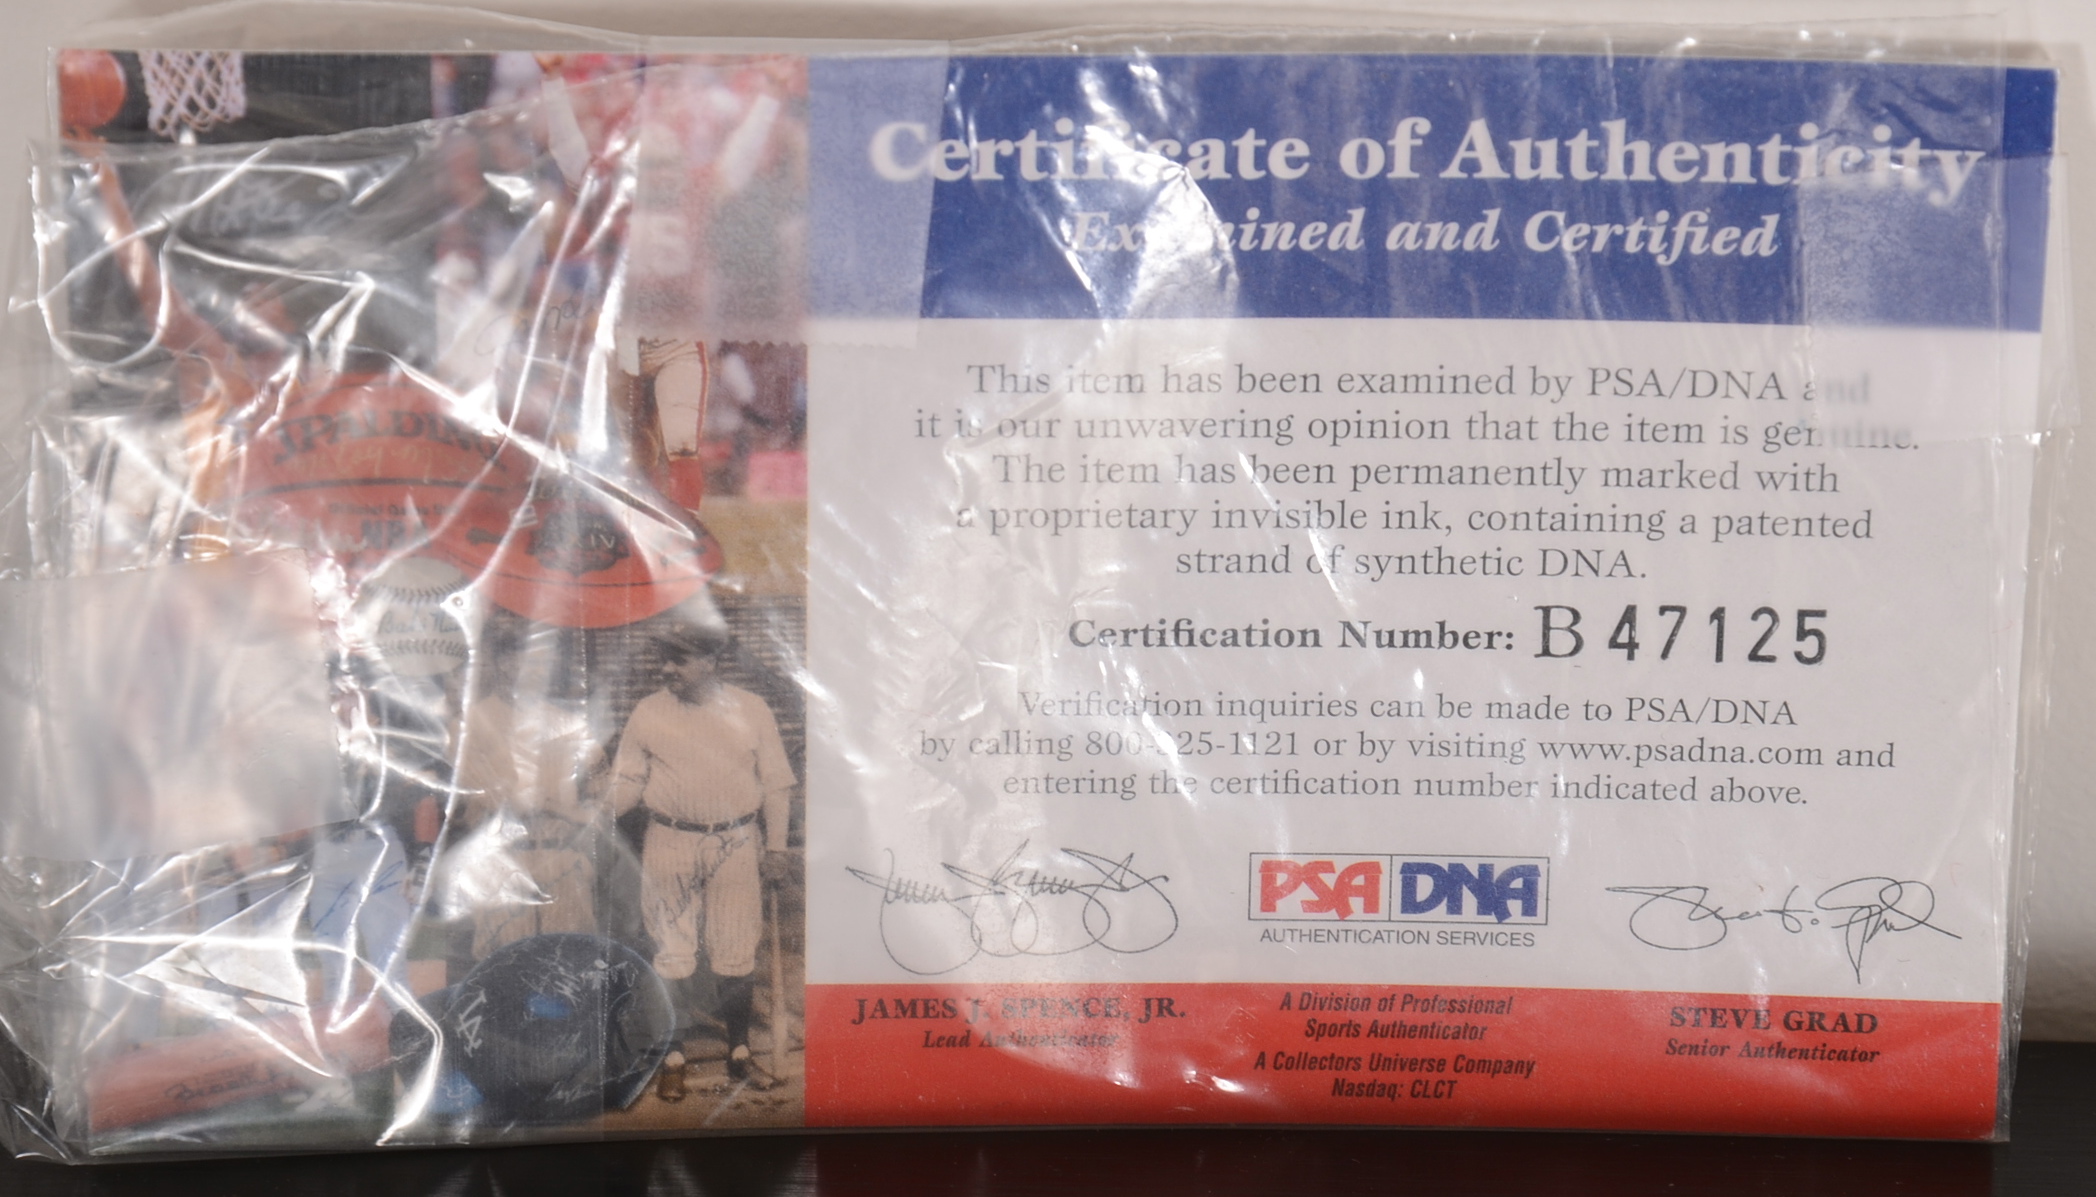 Certificate of Authenticity
Examined and Certified
This item has been examined by PSA/DNA and
it is our unwavering opinion that the item is genuine.
The item has been permanently marked with
a proprietary invisible ink, containing a patented
strand of synthetic DNA.
Certification Number: B 47125
Verification inquiries can be made to PSA/DNA
by calling 800-325-1121 or by visiting www.psadna.com and
entering the certification number indicated above.
PSA DNA
AUTHENTICATION SERVICES
JAMES J. SPENCE, JR.
Lead Authenticator
A Division of Professional
Sports Authenticator
A Collectors Universe Company
Nasdaq: CLCT
STEVE GRAD
Senior Authenticator
SPALDING
NBA
XIV
Babe Ruth